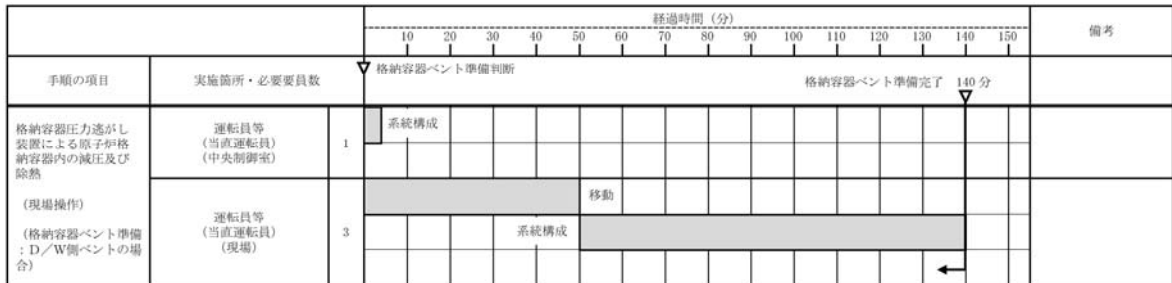 経過時間（分）
備考
10 20 30 40 50 60 70 80 90 100 110 120 130 140 150
手順の項目
実施箇所・必要要員数
格納容器ベント準備判断
格納容器ベント準備完了 140 分
格納容器圧力逃がし
装置による原子炉格
納容器内の減圧及び
除熱
（現場操作）
（格納容器ベント準備
：Ｄ／Ｗ側ベントの場
合）
運転員等
（当直運転員）
（中央制御室）
1
系統構成
運転員等
（当直運転員）
（現場）
3
移動
系統構成